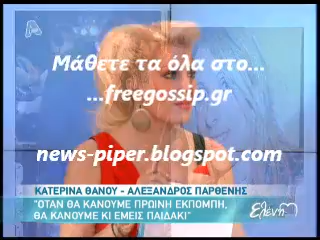 Μάθετε τα όλα στο...
...freegossip.gr
news-piper.blogspot.com
ΚΑΤΕΡΙΝΑ ΘΑΝΟΥ - ΑΛΕΞΑΝΔΡΟΣ ΠΑΡΘΕΝΗΣ
"ΟΤΑΝ ΘΑ ΚΑΝΟΥΜΕ ΠΡΩΙΝΗ ΕΚΠΟΜΠΗ,
ΘΑ ΚΑΝΟΥΜΕ ΚΙ ΕΜΕΙΣ ΠΑΙΔΑΚΙ"
Ελένη